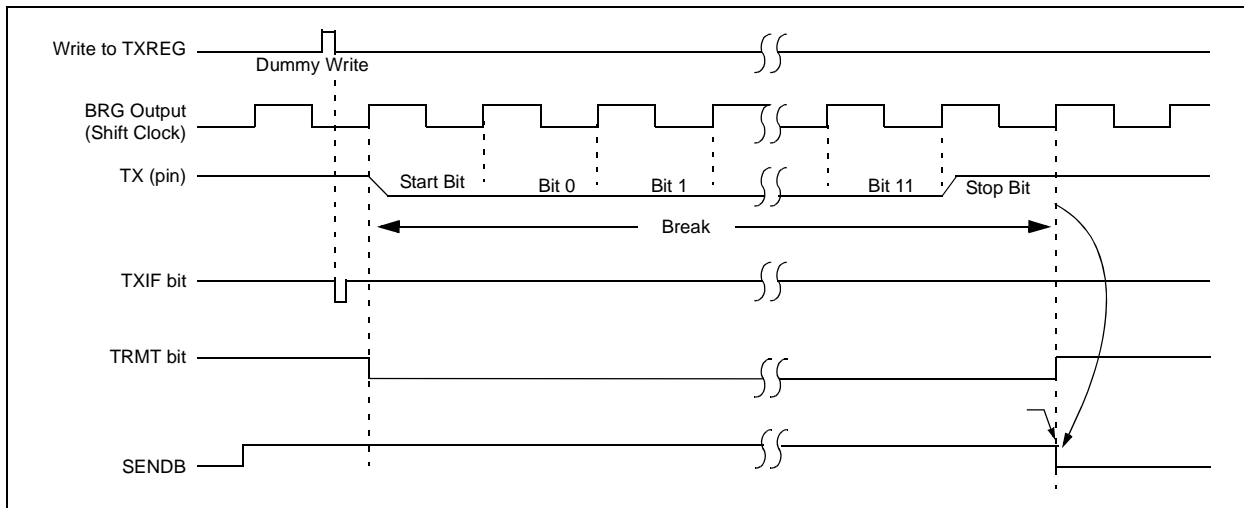 Write to TXREG
Dummy Write
BRG Output
(Shift Clock)
TX (pin)
Start Bit
Bit 0
Bit 1
Bit 11
Stop Bit
Break
TXIF bit
TRMT bit
SENDB